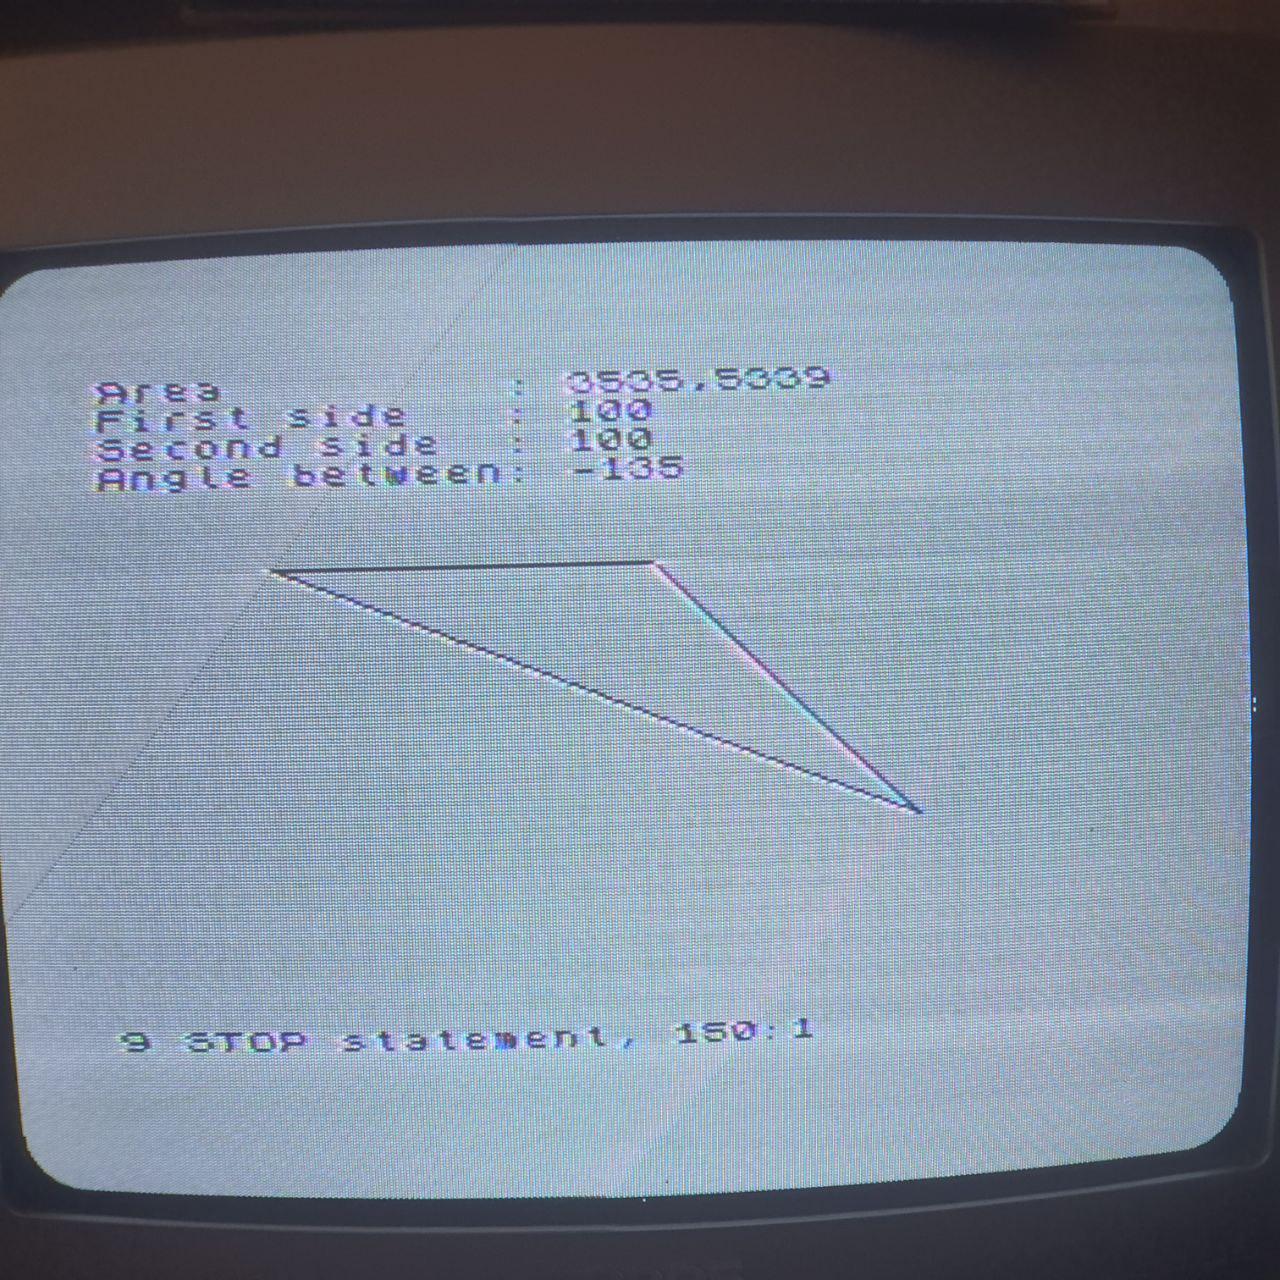 Area : 3535.5339
First side : 100
Second side : 100
Angle between: -135
9 STOP statement, 150:1